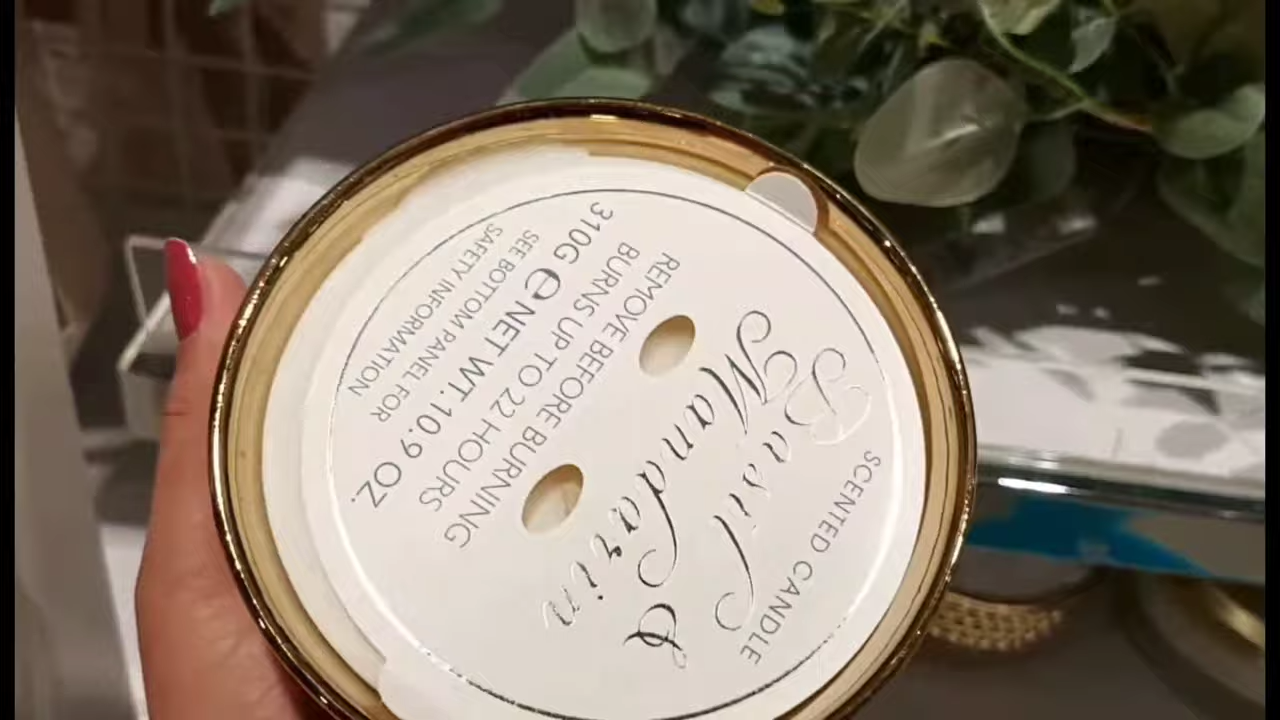 SCENTED CANDLE
Basil &
Mandarin
REMOVE BEFORE BURNING
BURNS UP TO 22 HOURS
310G e NET WT.10.9 OZ.
SEE BOTTOM PANEL FOR
SAFETY INFORMATION